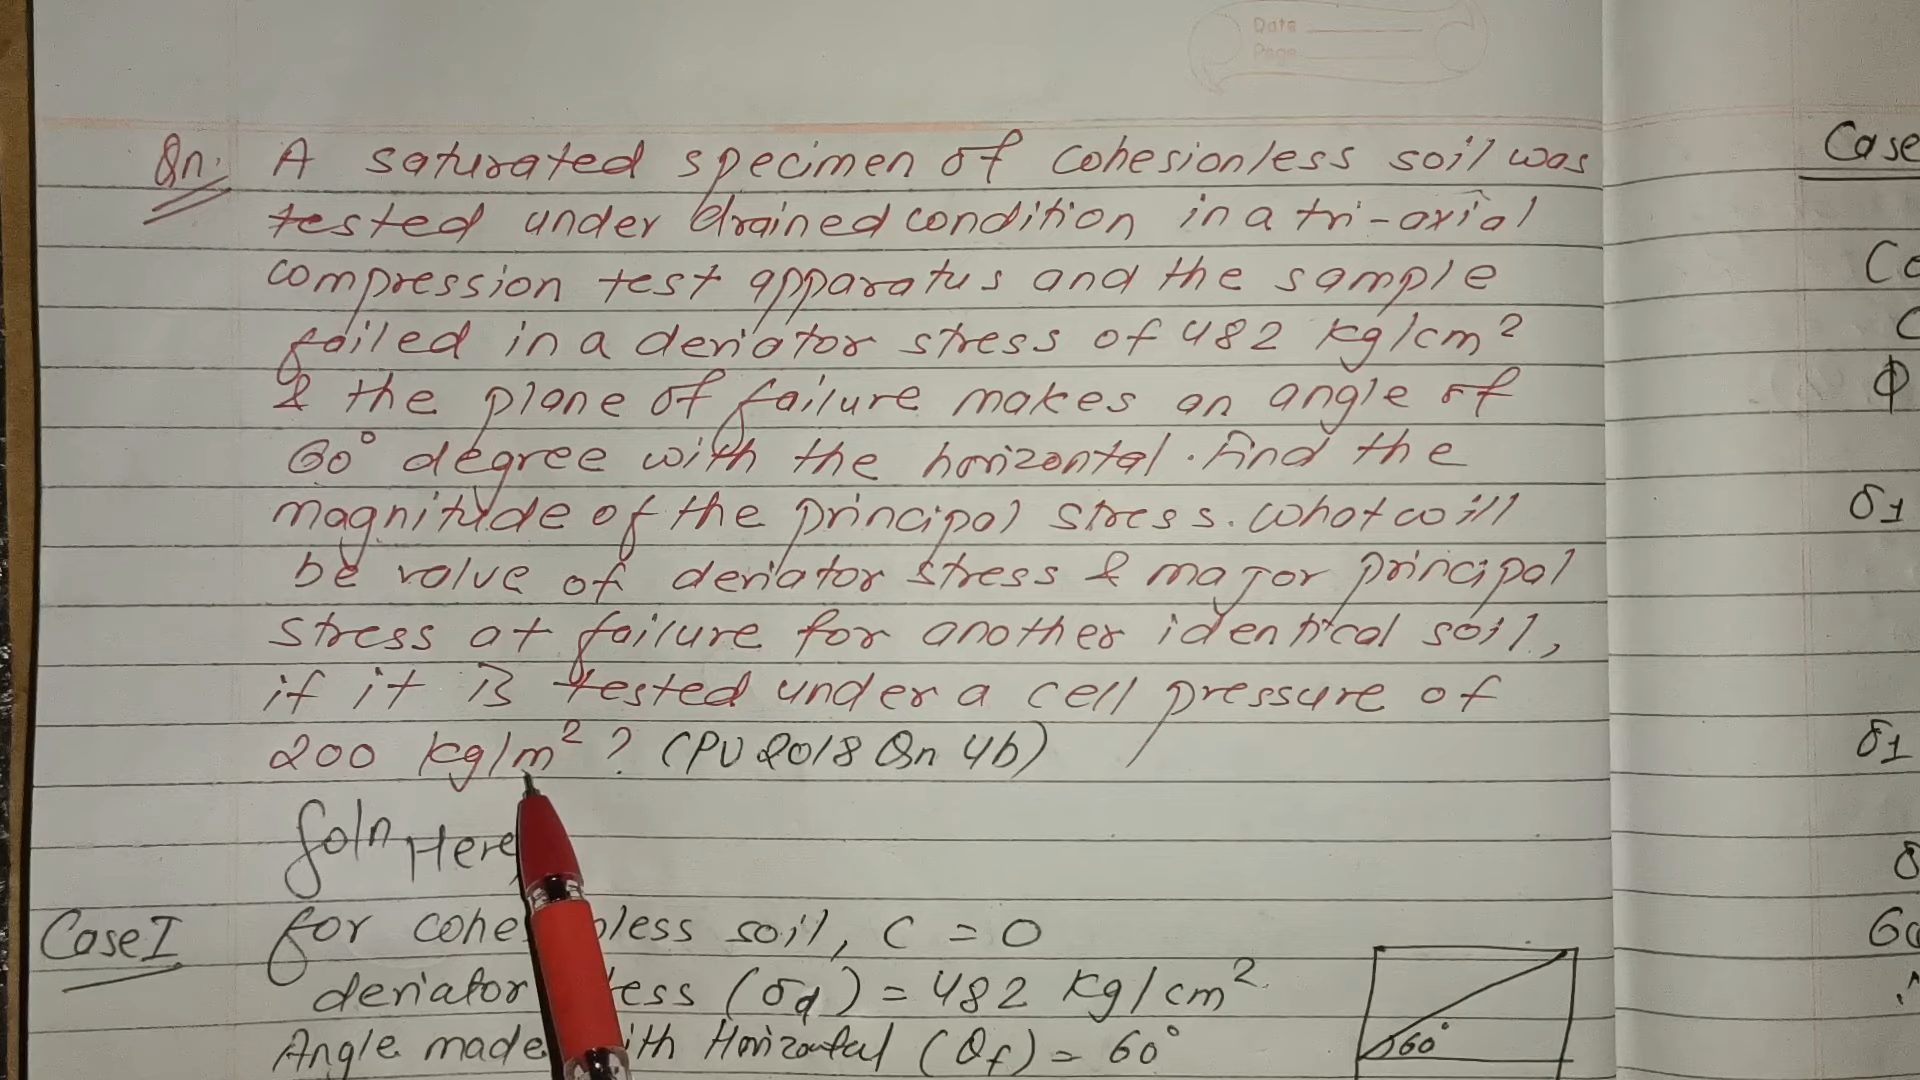 Date
Page
Qn: A saturated specimen of cohesionless soil was
tested under drained condition in a tri-axial
compression test apparatus and the sample
failed in a deviator stress of 482 kg/cm²
& the plane of failure makes an angle of
60° degree with the horizontal. Find the
magnitude of the principal stress. What will
be value of deviator stress & major principal
stress at failure for another identical soil,
if it is tested under a cell pressure of
200 kg/m² ? (PU 2018 Qn 4b)
Soln Here,
Case I for cohe less soil, C = 0
deviator ess (σd) = 482 kg/cm²
Angle made ith Horizontal (θf) = 60°
60°
Case
C
φ
σ1
σ1